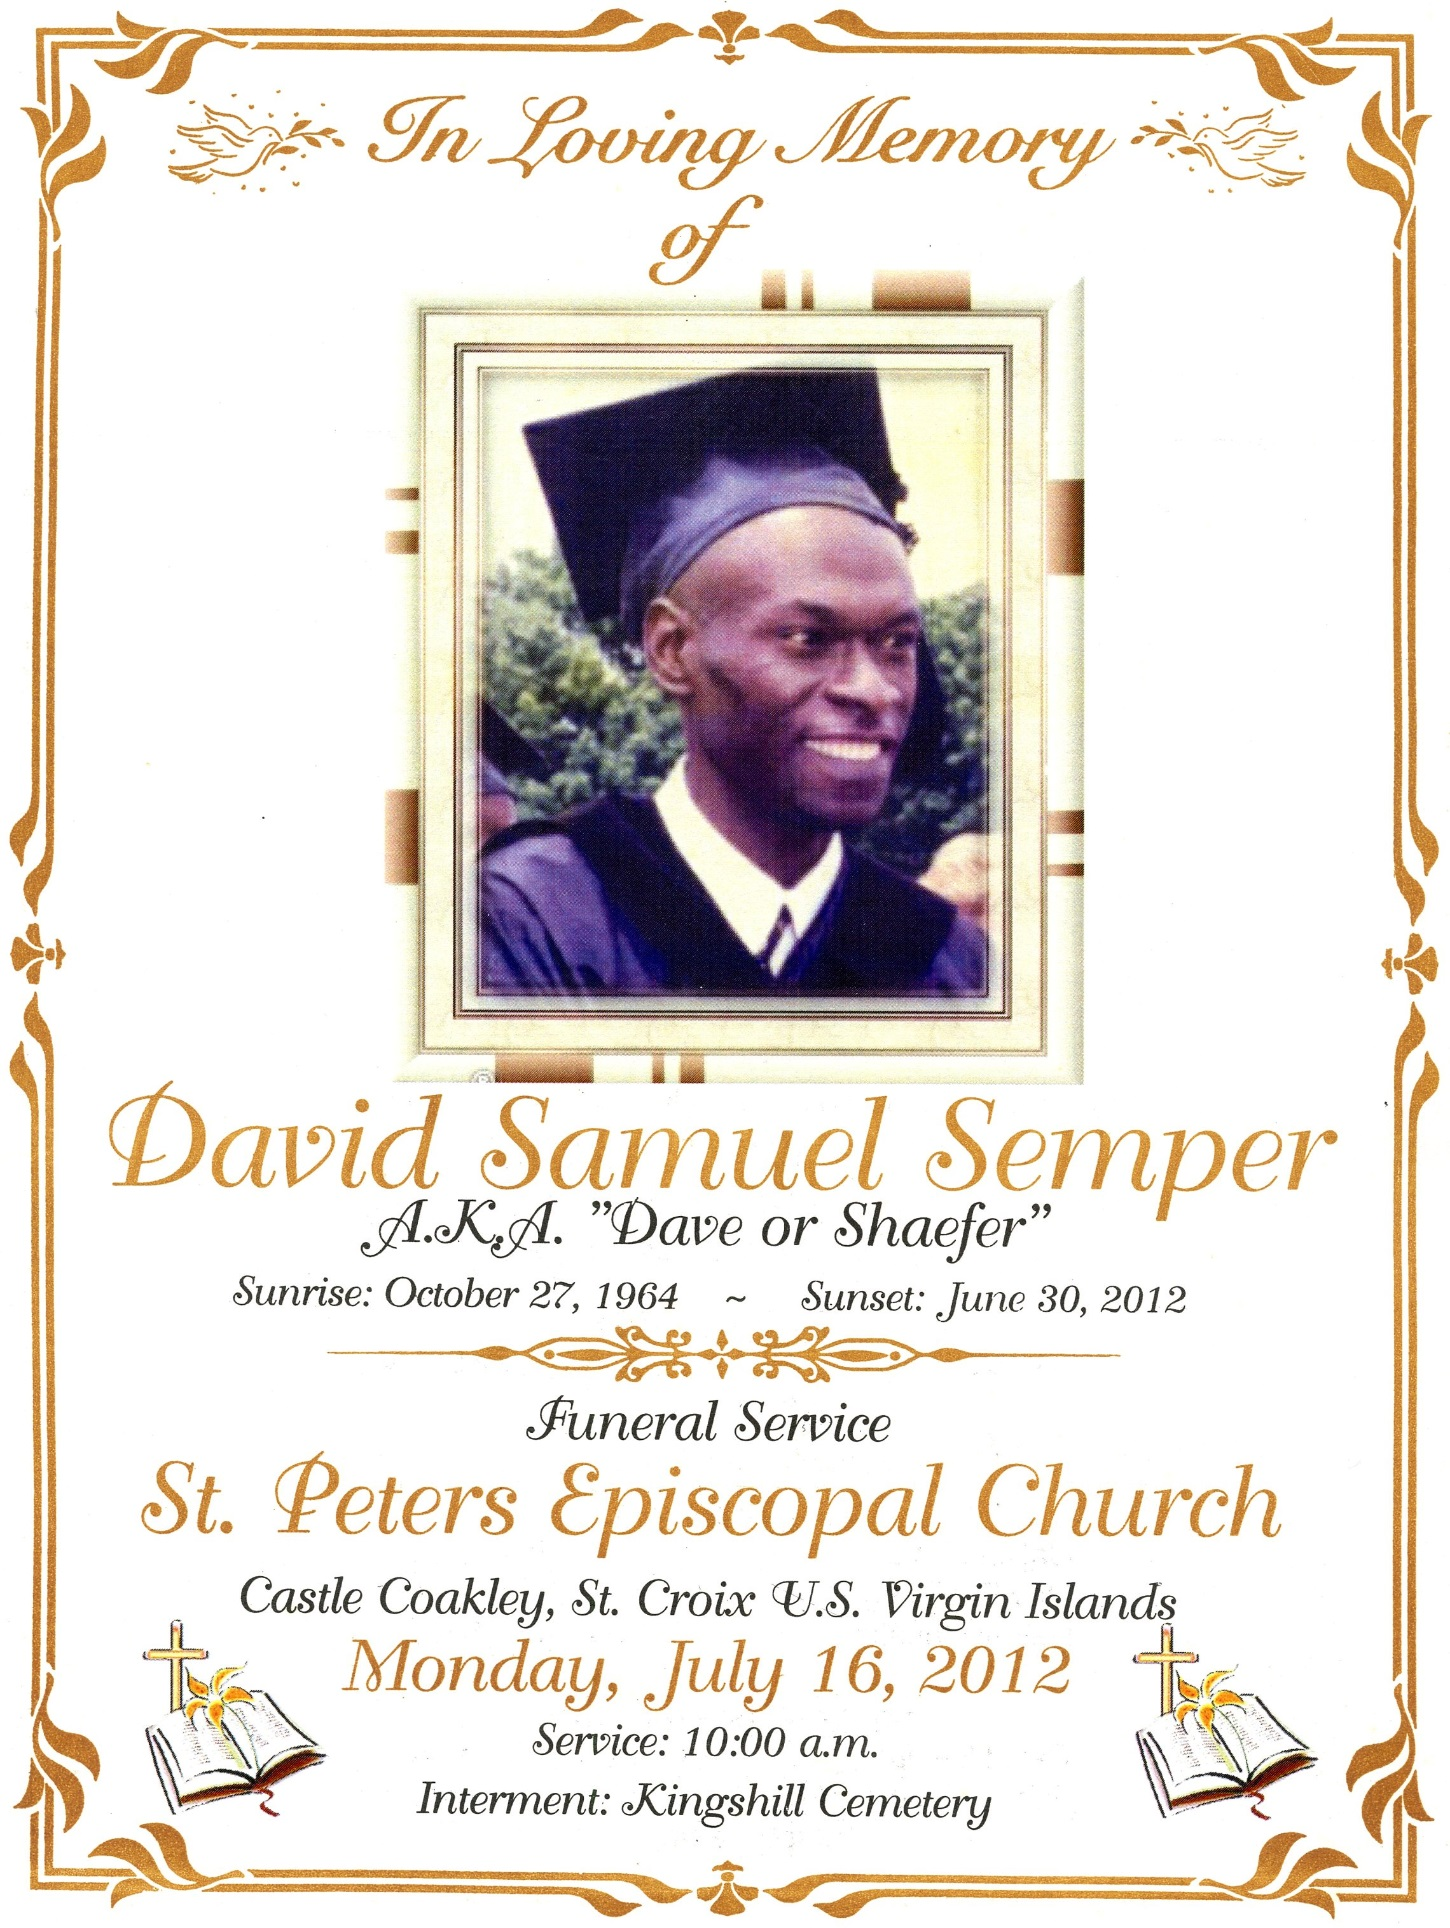 In Loving Memory
of
David Samuel Semper
A.K.A. "Dave or Shaefer"
Sunrise: October 27, 1964 ~ Sunset: June 30, 2012
Funeral Service
St. Peters Episcopal Church
Castle Coakley, St. Croix U.S. Virgin Islands
Monday, July 16, 2012
Service: 10:00 a.m.
Interment: Kingshill Cemetery